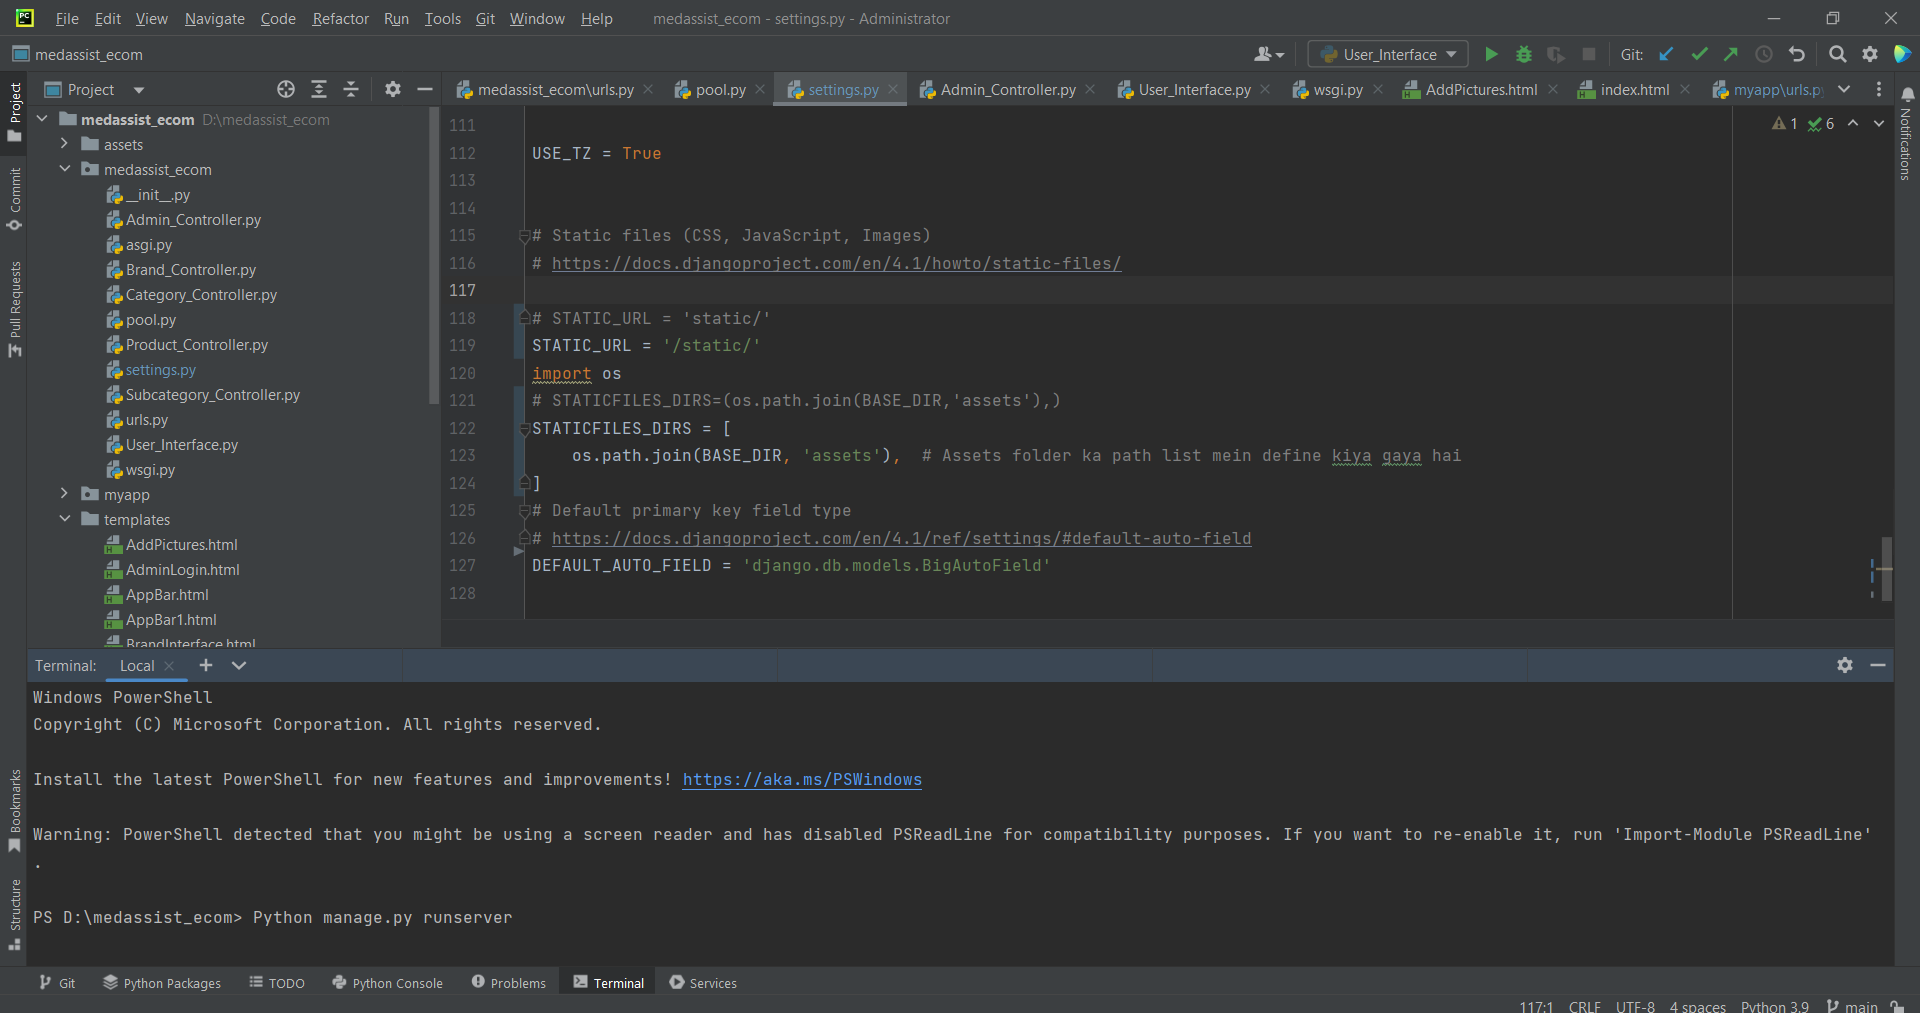 PC File Edit View Navigate Code Refactor Run Tools Git Window Help medassist_ecom - settings.py - Administrator
medassist_ecom User_Interface Git:
Project
medassist_ecom\urls.py pool.py settings.py Admin_Controller.py User_Interface.py wsgi.py AddPictures.html index.html myapp\urls.py
Project
Commit
Pull Requests
Bookmarks
Structure
Notifications
medassist_ecom D:\medassist_ecom
assets
medassist_ecom
__init__.py
Admin_Controller.py
asgi.py
Brand_Controller.py
Category_Controller.py
pool.py
Product_Controller.py
settings.py
Subcategory_Controller.py
urls.py
User_Interface.py
wsgi.py
myapp
templates
AddPictures.html
AdminLogin.html
AppBar.html
AppBar1.html
BrandInterface.html
1 6
111
112 USE_TZ = True
113
114
115 # Static files (CSS, JavaScript, Images)
116 # https://docs.djangoproject.com/en/4.1/howto/static-files/
117
118 # STATIC_URL = 'static/'
119 STATIC_URL = '/static/'
120 import os
121 # STATICFILES_DIRS=(os.path.join(BASE_DIR,'assets'),)
122 STATICFILES_DIRS = [
123 os.path.join(BASE_DIR, 'assets'),  # Assets folder ka path list mein define kiya gaya hai
124 ]
125 # Default primary key field type
126 # https://docs.djangoproject.com/en/4.1/ref/settings/#default-auto-field
127 DEFAULT_AUTO_FIELD = 'django.db.models.BigAutoField'
128
Terminal: Local
Windows PowerShell
Copyright (C) Microsoft Corporation. All rights reserved.
Install the latest PowerShell for new features and improvements! https://aka.ms/PSWindows
Warning: PowerShell detected that you might be using a screen reader and has disabled PSReadLine for compatibility purposes. If you want to re-enable it, run 'Import-Module PSReadLine'
.
PS D:\medassist_ecom> Python manage.py runserver
Git Python Packages TODO Python Console Problems Terminal Services
117:1 CRLF UTF-8 4 spaces Python 3.9 main